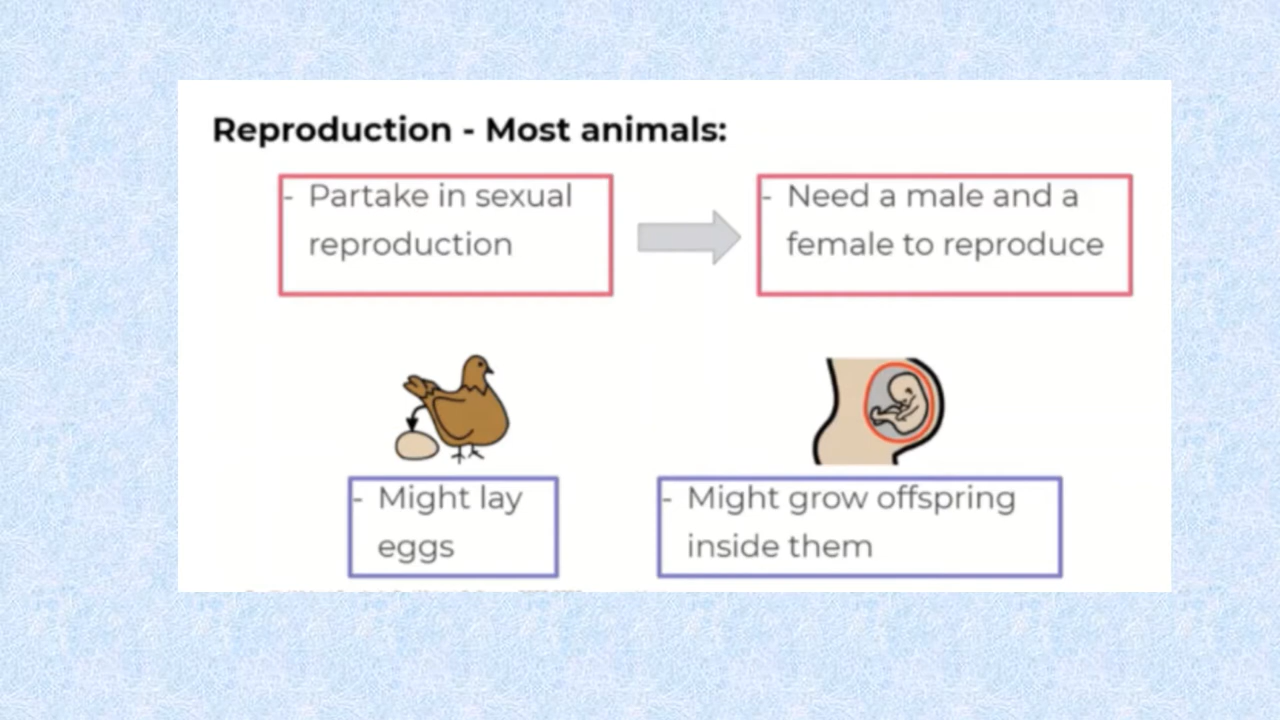 Reproduction - Most animals:
- Partake in sexual
reproduction
- Need a male and a
female to reproduce
- Might lay
eggs
- Might grow offspring
inside them